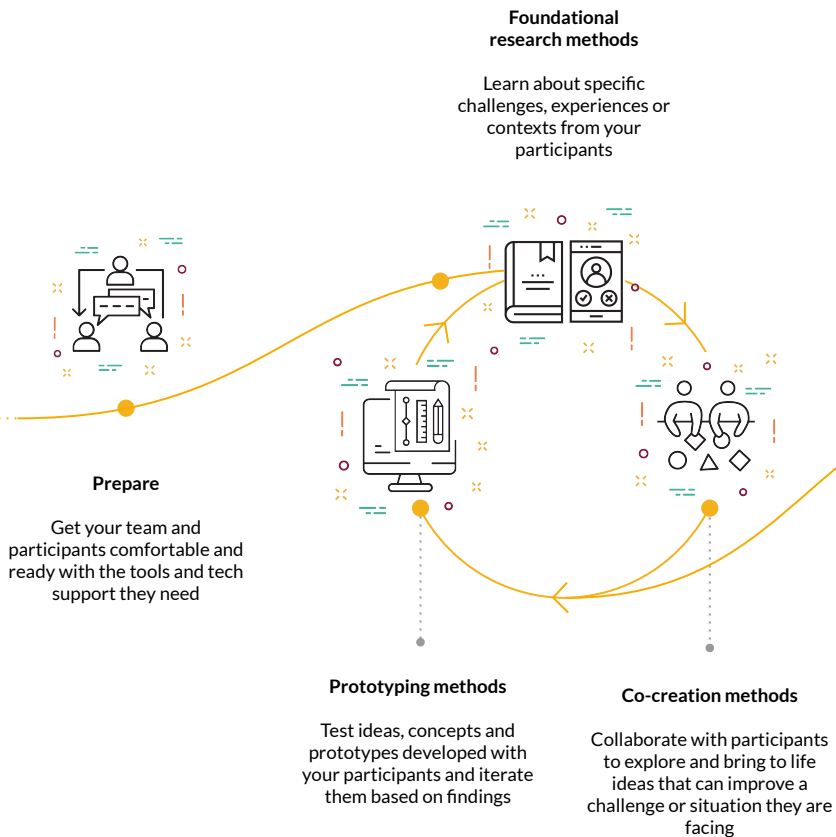 Foundational
research methods
Learn about specific
challenges, experiences or
contexts from your
participants
Prepare
Get your team and
participants comfortable and
ready with the tools and tech
support they need
Prototyping methods
Test ideas, concepts and
prototypes developed with
your participants and iterate
them based on findings
Co-creation methods
Collaborate with participants
to explore and bring to life
ideas that can improve a
challenge or situation they are
facing